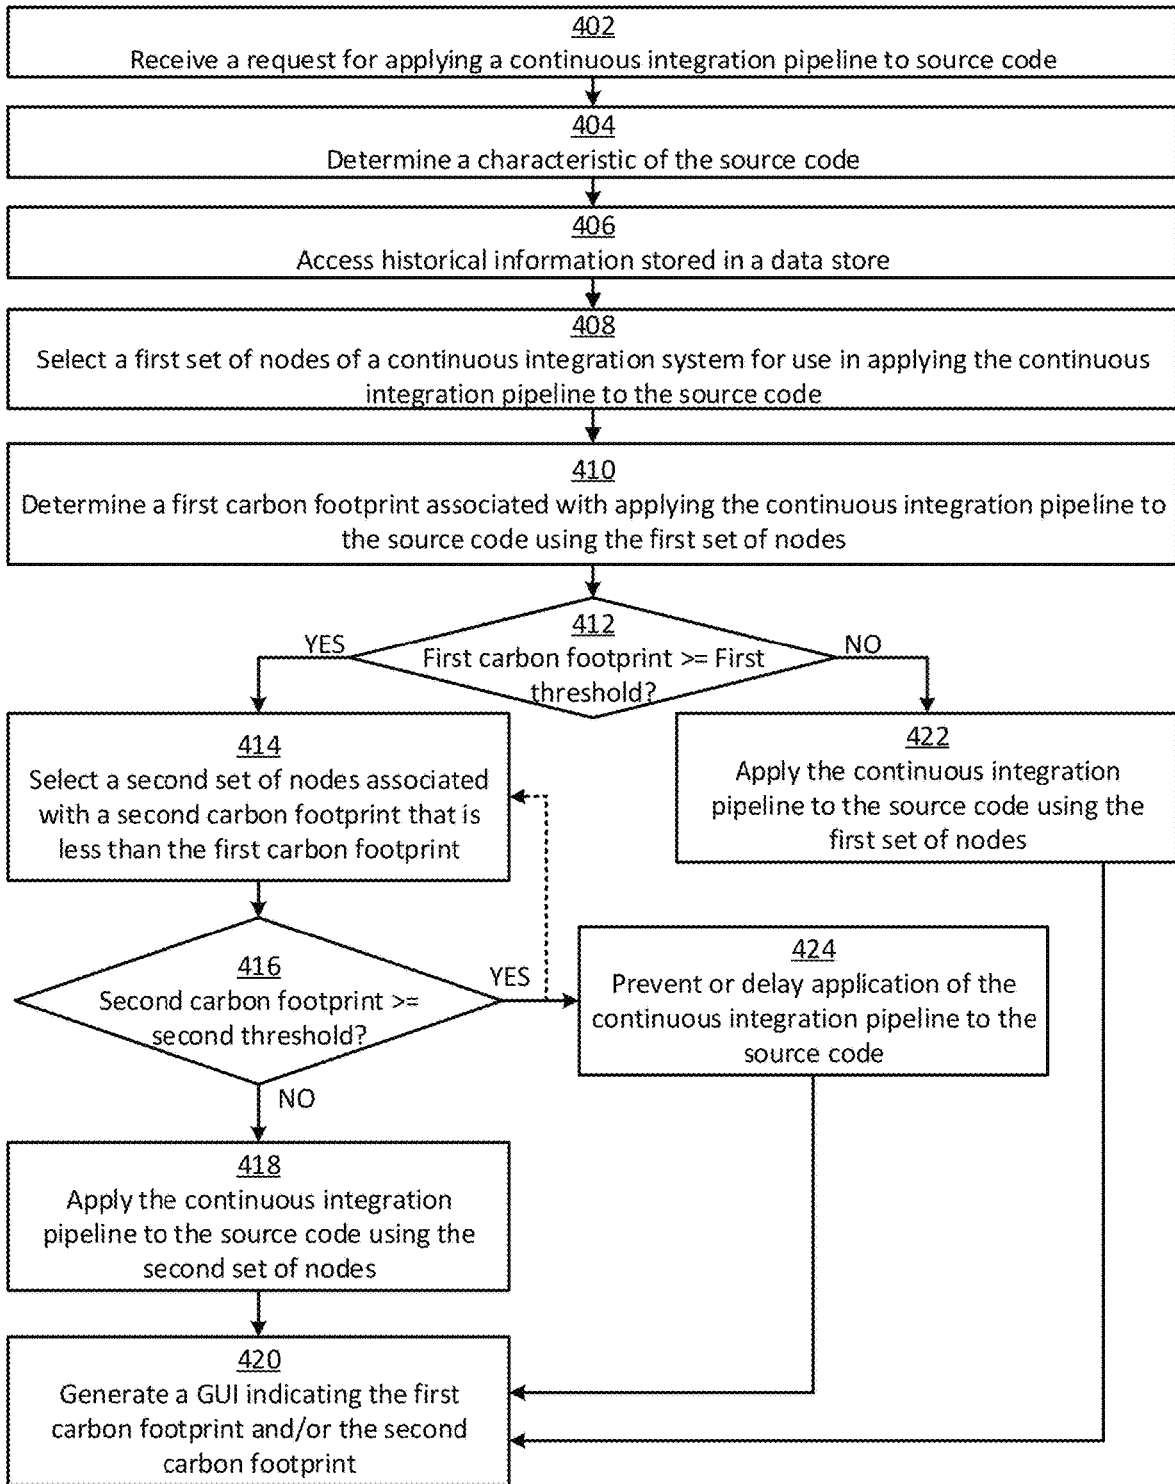 402
Receive a request for applying a continuous integration pipeline to source code
404
Determine a characteristic of the source code
406
Access historical information stored in a data store
408
Select a first set of nodes of a continuous integration system for use in applying the continuous
integration pipeline to the source code
410
Determine a first carbon footprint associated with applying the continuous integration pipeline to
the source code using the first set of nodes
412
First carbon footprint >= First
threshold?
YES
NO
414
Select a second set of nodes associated
with a second carbon footprint that is
less than the first carbon footprint
422
Apply the continuous integration
pipeline to the source code using the
first set of nodes
416
Second carbon footprint >=
second threshold?
YES
NO
424
Prevent or delay application of the
continuous integration pipeline to the
source code
418
Apply the continuous integration
pipeline to the source code using the
second set of nodes
420
Generate a GUI indicating the first
carbon footprint and/or the second
carbon footprint